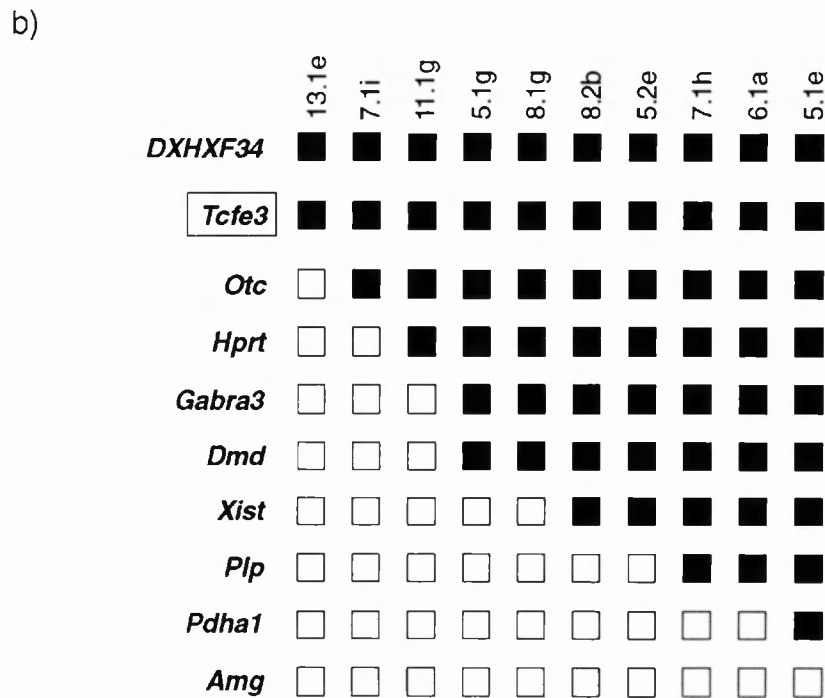 b)
13.1e 7.1i 11.1g 5.1g 8.1g 8.2b 5.2e 7.1h 6.1a 5.1e
DXHXF34
Tcfe3
Otc
Hprt
Gabra3
Dmd
Xist
Plp
Pdha1
Amg